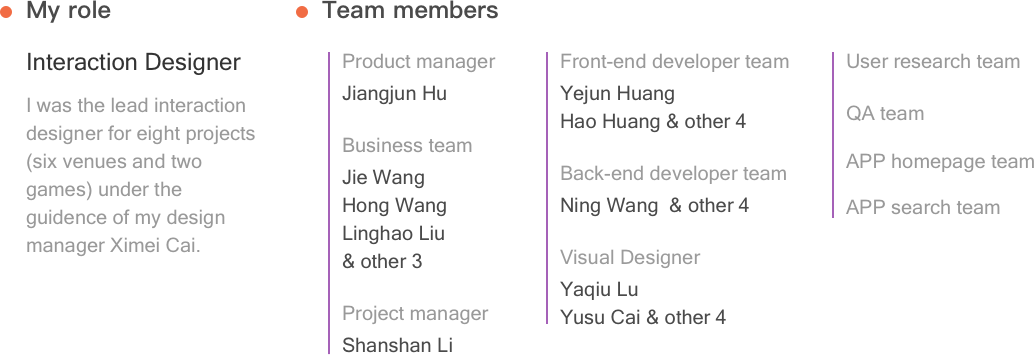 My role
Interaction Designer
I was the lead interaction
designer for eight projects
(six venues and two
games) under the
guidence of my design
manager Ximei Cai.
Team members
Product manager
Jiangjun Hu
Business team
Jie Wang
Hong Wang
Linghao Liu
& other 3
Project manager
Shanshan Li
Front-end developer team
Yejun Huang
Hao Huang & other 4
Back-end developer team
Ning Wang  & other 4
Visual Designer
Yaqiu Lu
Yusu Cai & other 4
User research team
QA team
APP homepage team
APP search team